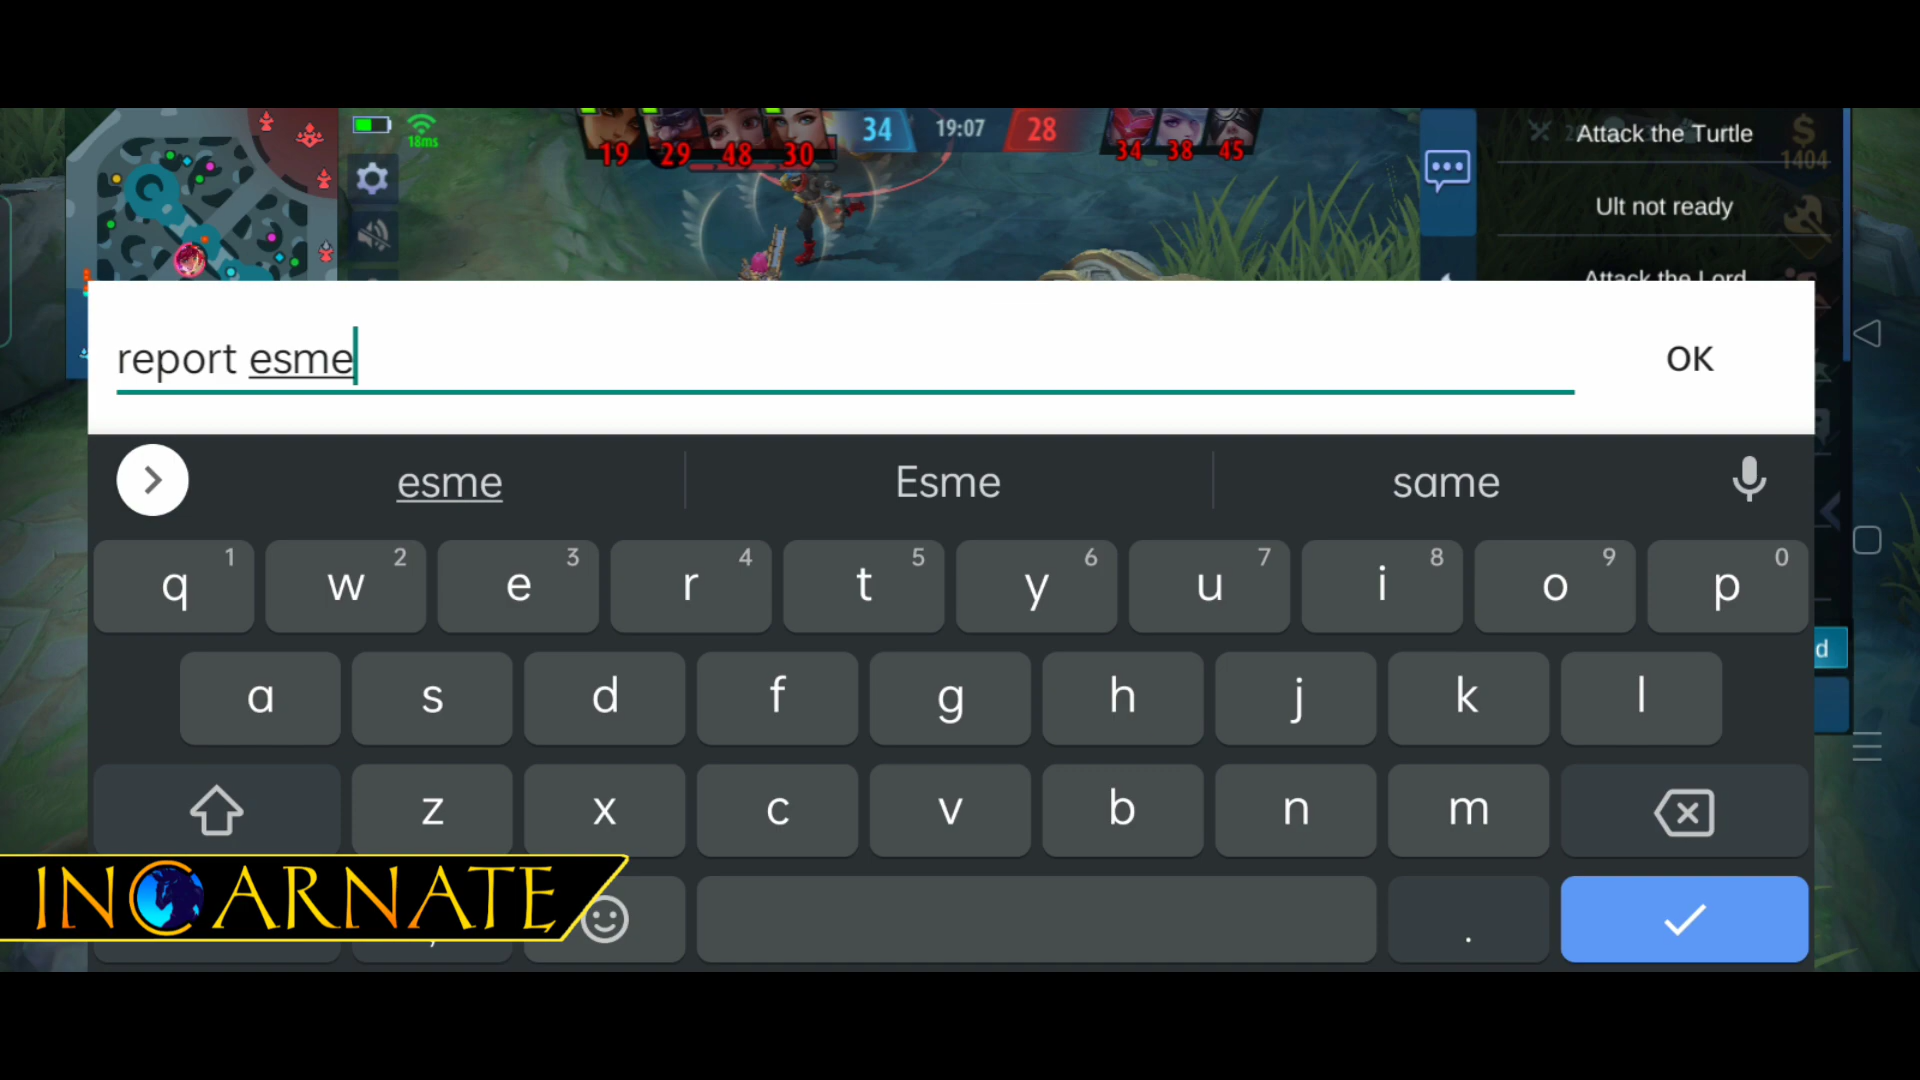 18ms
19 29 48 30 34 19:07 28 34 38 45
Attack the Turtle
1404
Ult not ready
Attack the Lord
report esme
OK
esme Esme same
q 1 w 2 e 3 r 4 t 5 y 6 u 7 i 8 o 9 p 0
d
a s d f g h j k l
z x c v b n m
INCARNATE
, .